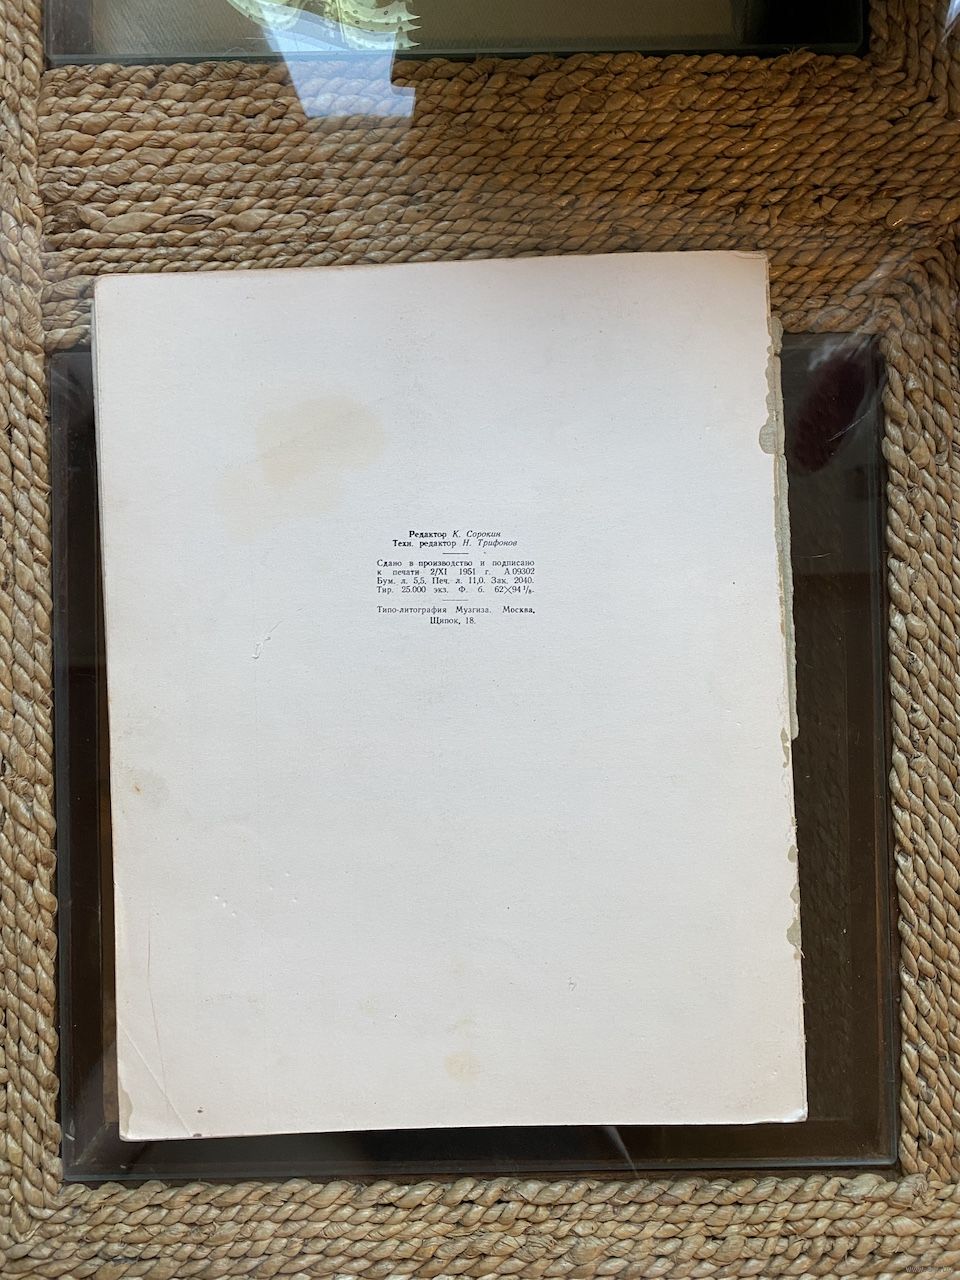 Редактор К. Сорокин
Техн. редактор Н. Трифонов
Сдано в производство и подписано
к печати 2/XI 1951 г. А 09302
Бум. л. 5,5. Печ. л. 11,0. Зак. 2040.
Тир. 25.000 экз. Ф. б. 62×94 1/8.
Типо-литография Музгиза. Москва,
Щипок, 18.